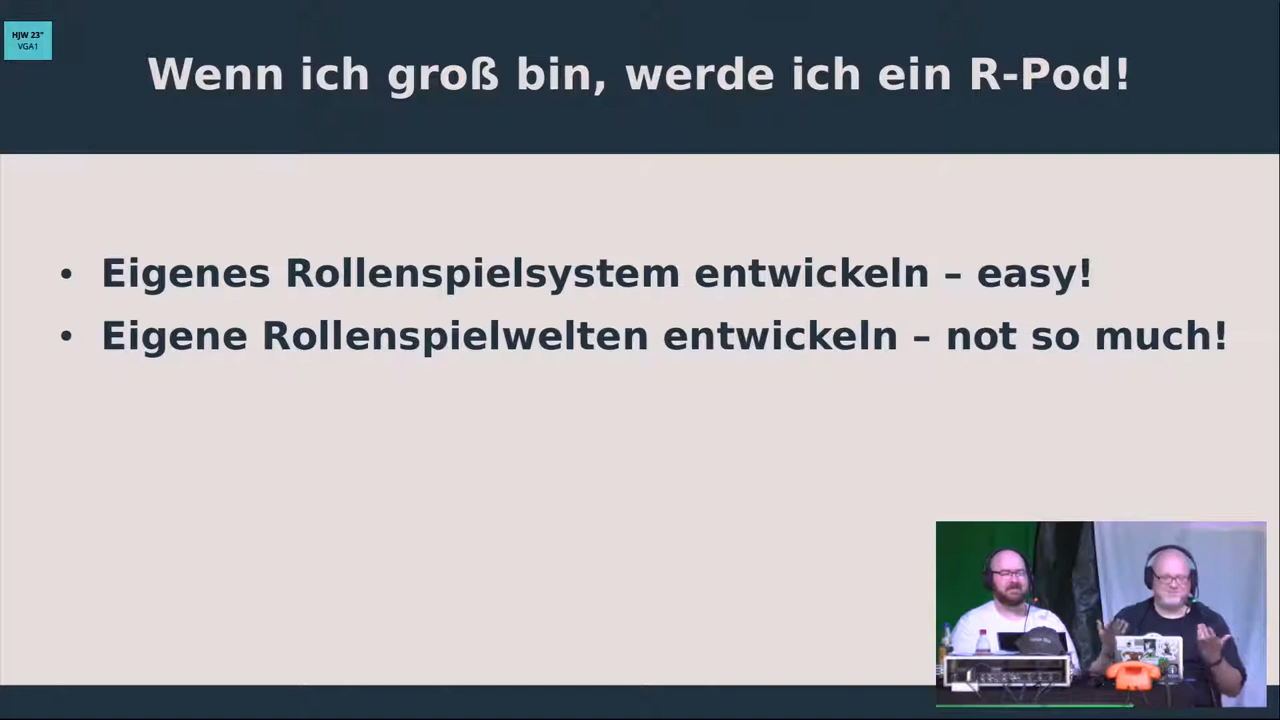 HJW 23"
VGA1
Wenn ich groß bin, werde ich ein R-Pod!
• Eigenes Rollenspielsystem entwickeln – easy!
• Eigene Rollenspielwelten entwickeln – not so much!